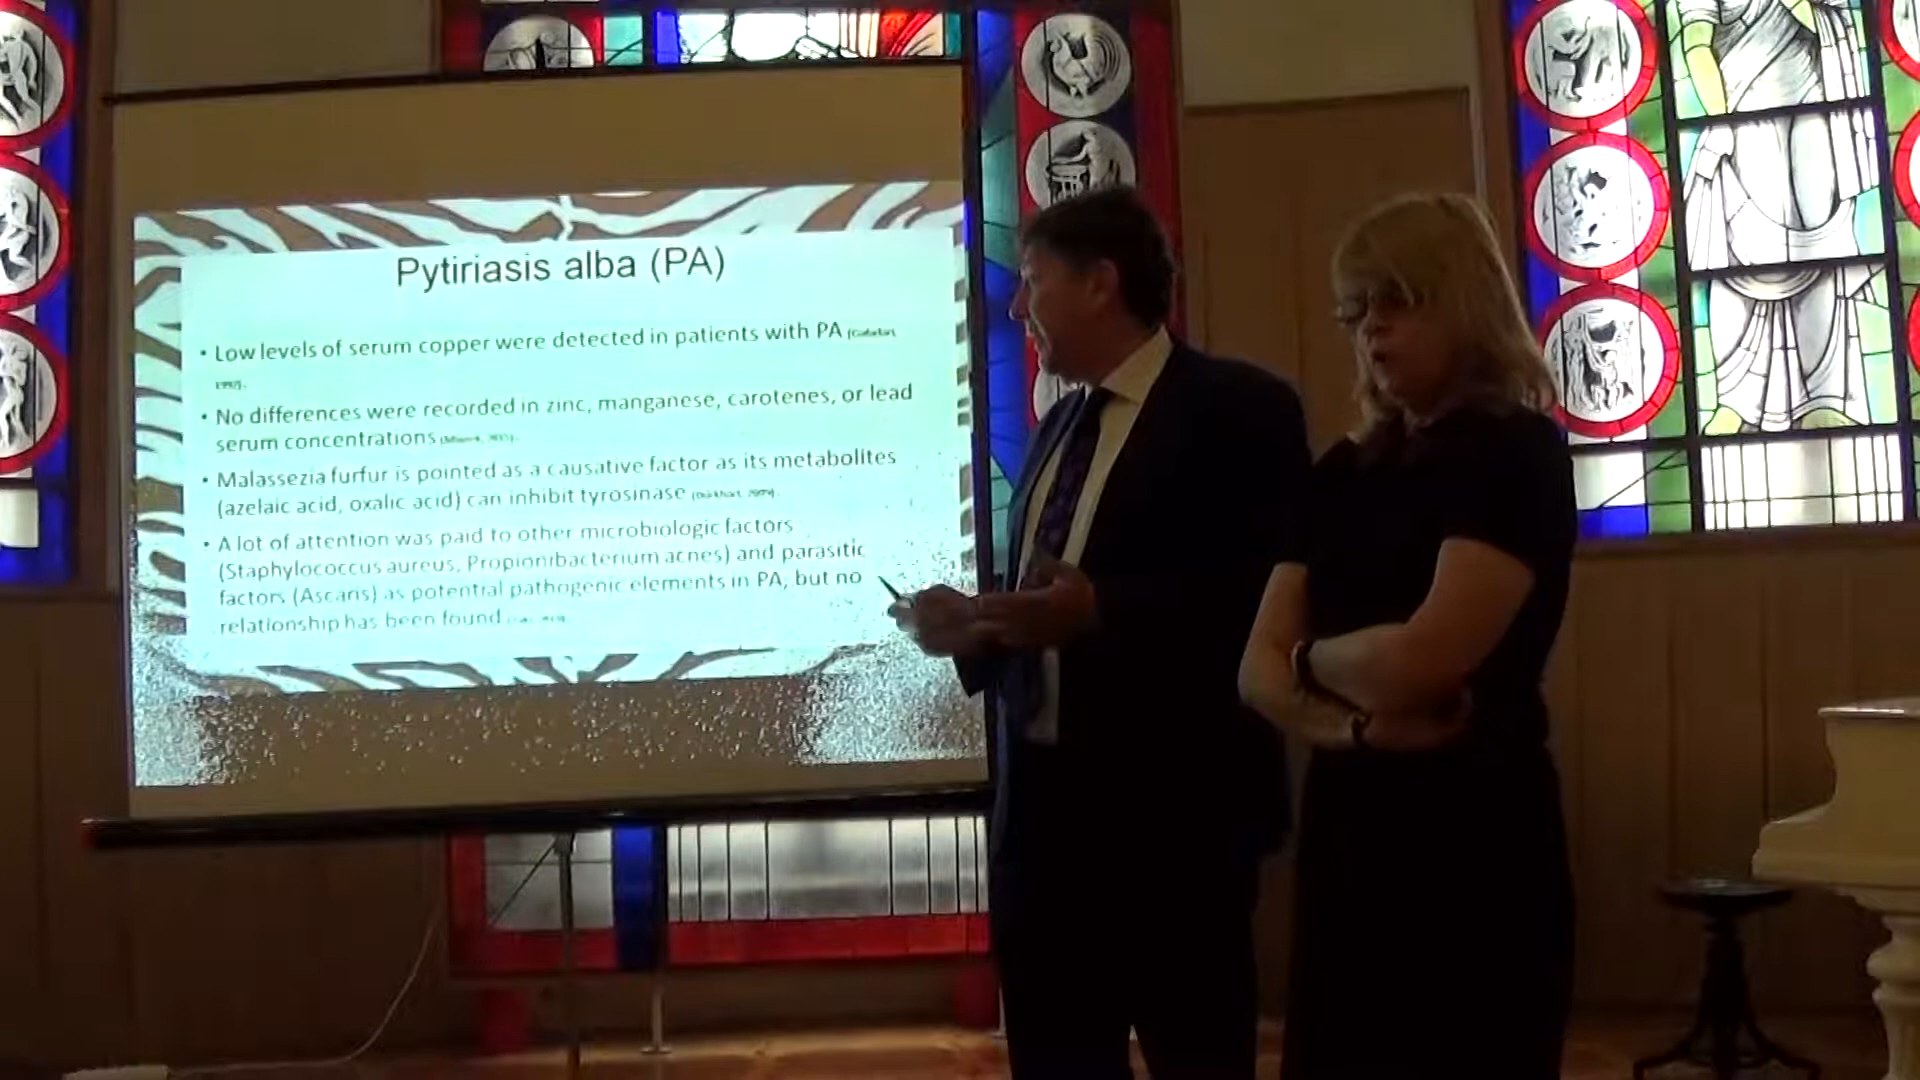 Pytiriasis alba (PA)
• Low levels of serum copper were detected in patients with PA
• No differences were recorded in zinc, manganese, carotenes, or lead
serum concentrations
• Malassezia furfur is pointed as a causative factor as its metabolites
(azelaic acid, oxalic acid) can inhibit tyrosinase
• A lot of attention was paid to other microbiologic factors
(Staphylococcus aureus, Propionibacterium acnes) and parasitic
factors (Ascaris) as potential pathogenic elements in PA, but no
relationship has been found